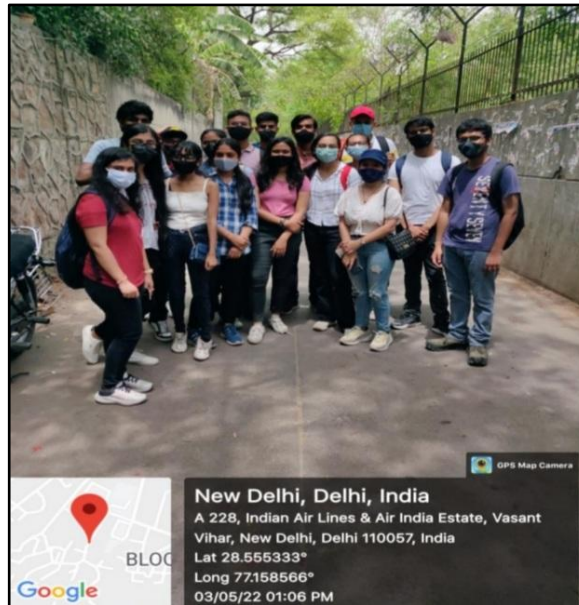 GPS Map Camera
New Delhi, Delhi, India
A 228, Indian Air Lines & Air India Estate, Vasant
Vihar, New Delhi, Delhi 110057, India
Lat 28.555333°
Long 77.158566°
03/05/22 01:06 PM
BLOC
Google